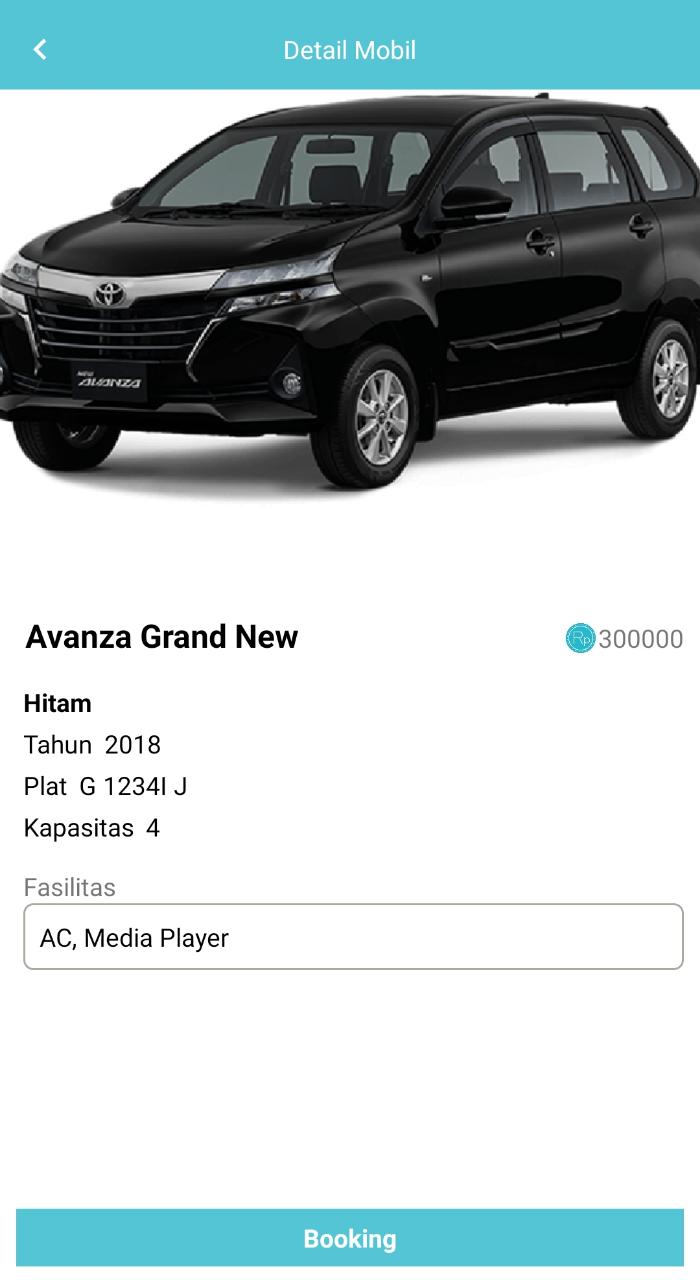 Detail Mobil
NEW
AVANZA
Avanza Grand New
Rp 300000
Hitam
Tahun 2018
Plat G 1234I J
Kapasitas 4
Fasilitas
AC, Media Player
Booking